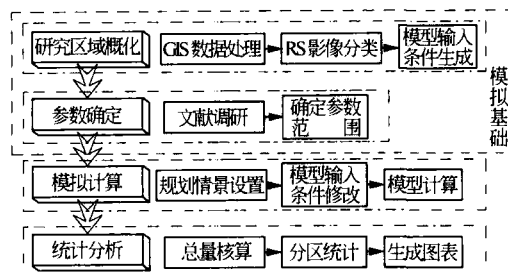 研究区域概化
GIS数据处理
RS影像分类
模型输入
条件生成
参数确定
文献调研
确定参数
范围
模拟基础
模拟计算
规划情景设置
模型输入
条件修改
模型计算
统计分析
总量核算
分区统计
生成图表